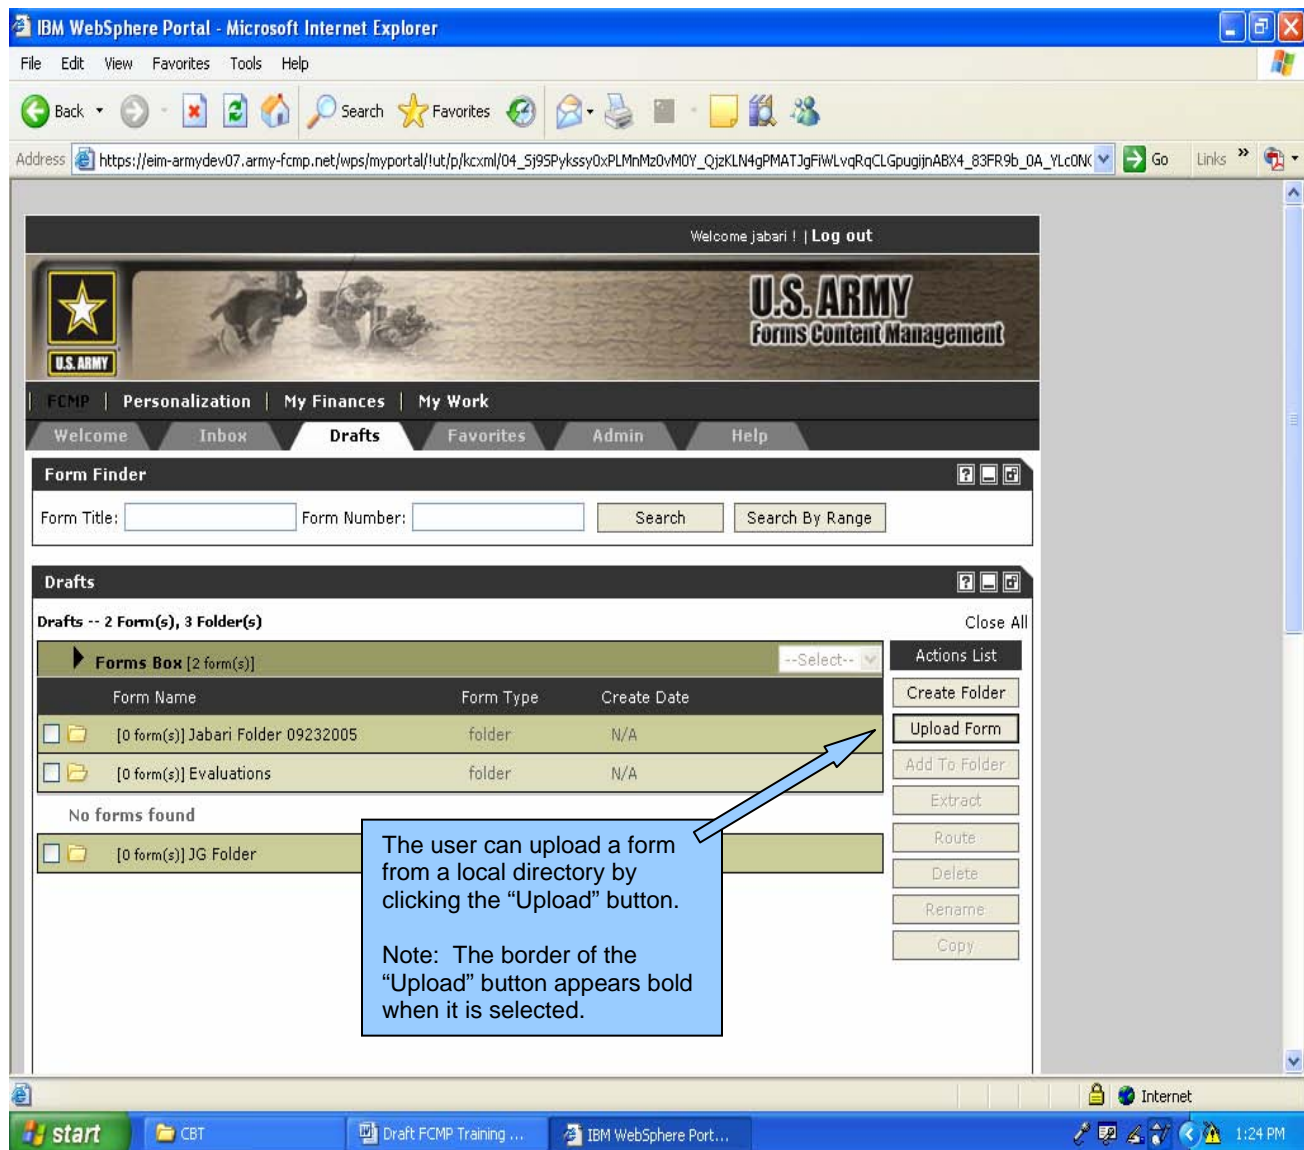 IBM WebSphere Portal - Microsoft Internet Explorer
File Edit View Favorites Tools Help
Back Search Favorites
Address https://eim-armydev07.army-fcmp.net/wps/myportal/!ut/p/kcxml/04_Sj9SPykssy0xPLMnMz0vM0Y_QjzKLN4gPMATJgFiWLvqRqCLGpugijnABX4_83FR9b_0A_YLc0N( Go Links »
Welcome jabari ! | Log out
U.S. ARMY
U.S. ARMY
Forms Content Management
FCMP | Personalization | My Finances | My Work
Welcome Inbox Drafts Favorites Admin Help
Form Finder
Form Title: Form Number: Search Search By Range
Drafts
Drafts -- 2 Form(s), 3 Folder(s) Close All
Forms Box [2 form(s)] --Select-- Actions List
Form Name Form Type Create Date Create Folder
[0 form(s)] Jabari Folder 09232005 folder N/A Upload Form
Add To Folder
[0 form(s)] Evaluations folder N/A
Extract
No forms found
Route
[0 form(s)] JG Folder
Delete
Rename
Copy
The user can upload a form
from a local directory by
clicking the “Upload” button.
Note: The border of the
“Upload” button appears bold
when it is selected.
Internet
start CBT Draft FCMP Training ... IBM WebSphere Port... 1:24 PM